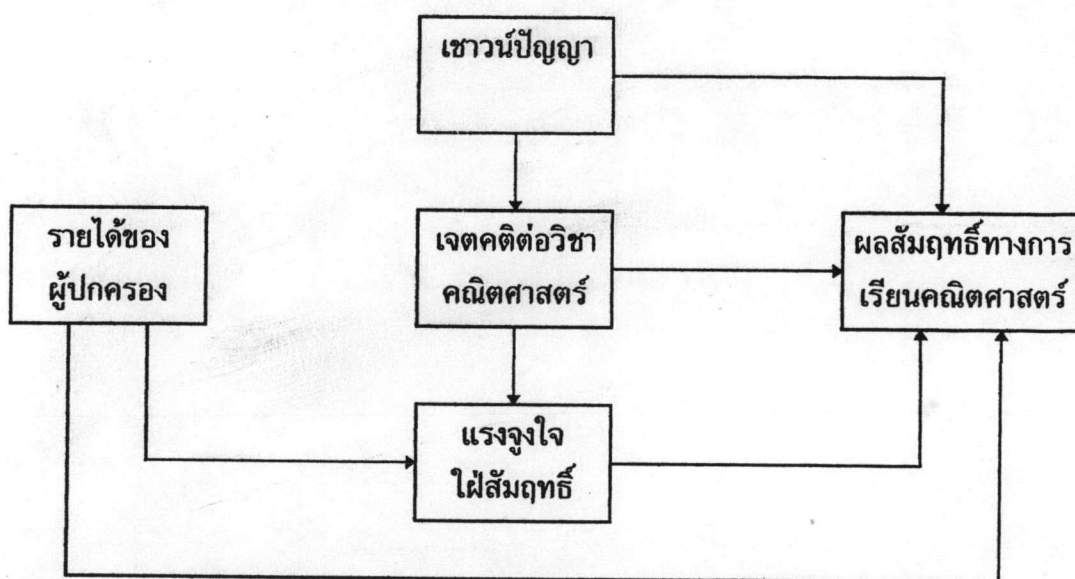 เชาวน์ปัญญา
รายได้ของ
ผู้ปกครอง
เจตคติต่อวิชา
คณิตศาสตร์
ผลสัมฤทธิ์ทางการ
เรียนคณิตศาสตร์
แรงจูงใจ
ใฝ่สัมฤทธิ์